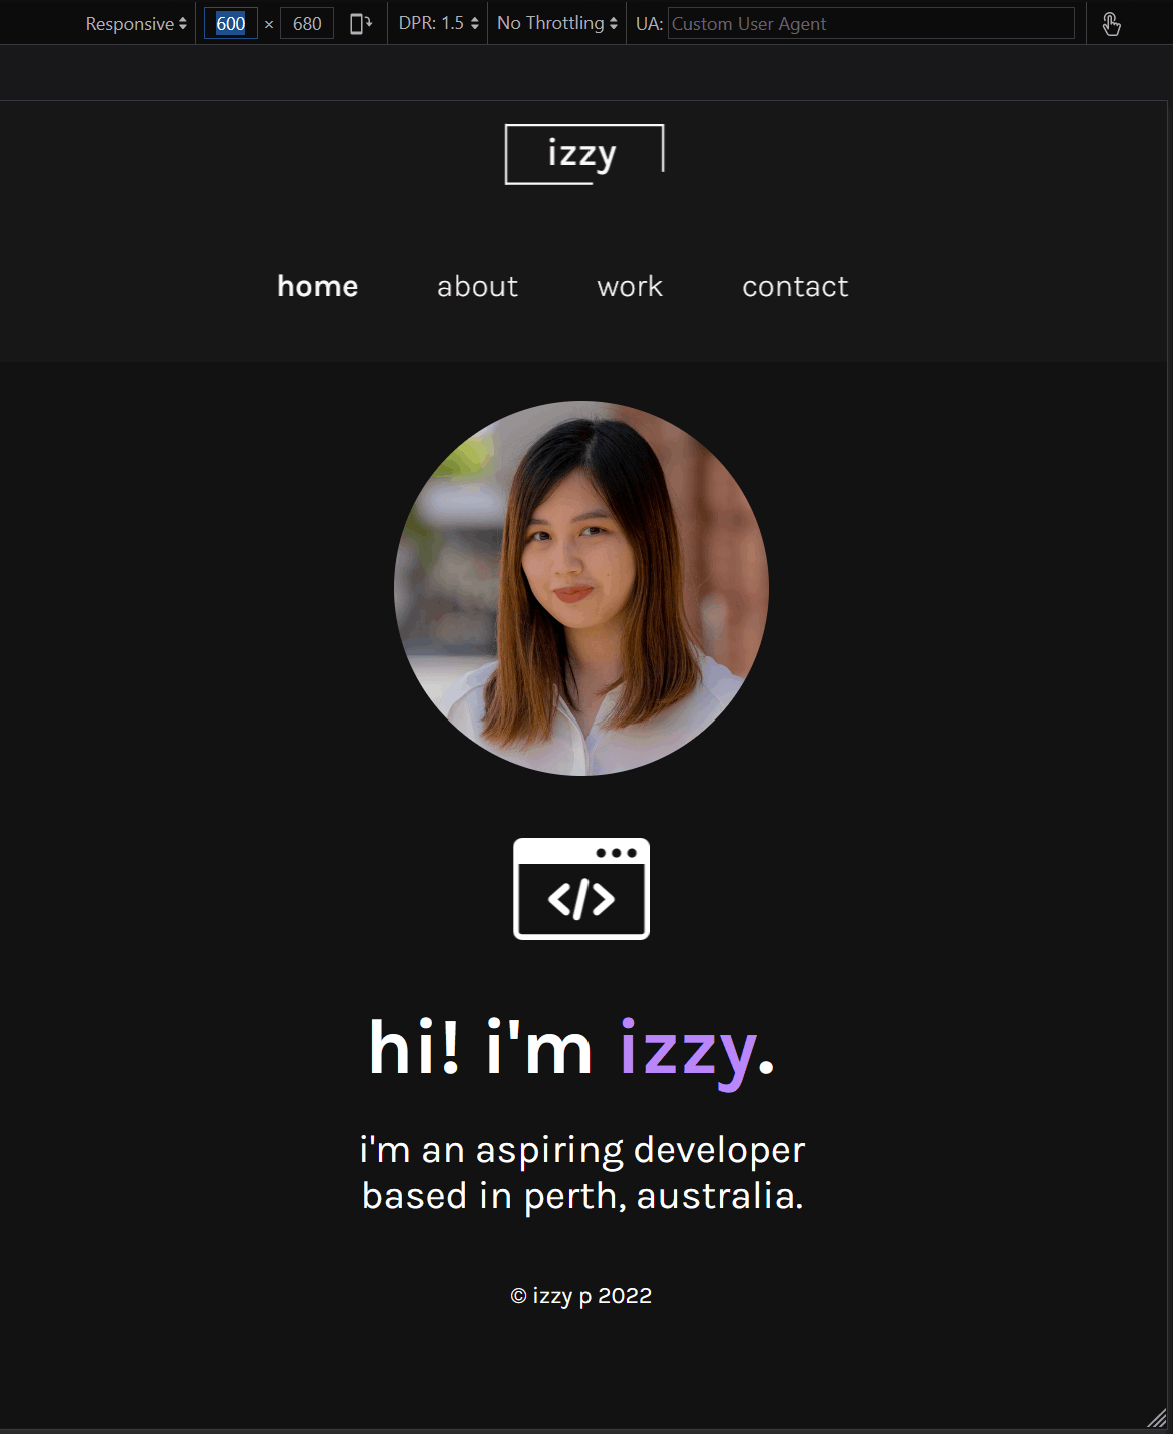 Responsive 600 × 680 DPR: 1.5 No Throttling UA: Custom User Agent
izzy
home about work contact
</>
hi! i'm izzy.
i'm an aspiring developer
based in perth, australia.
© izzy p 2022